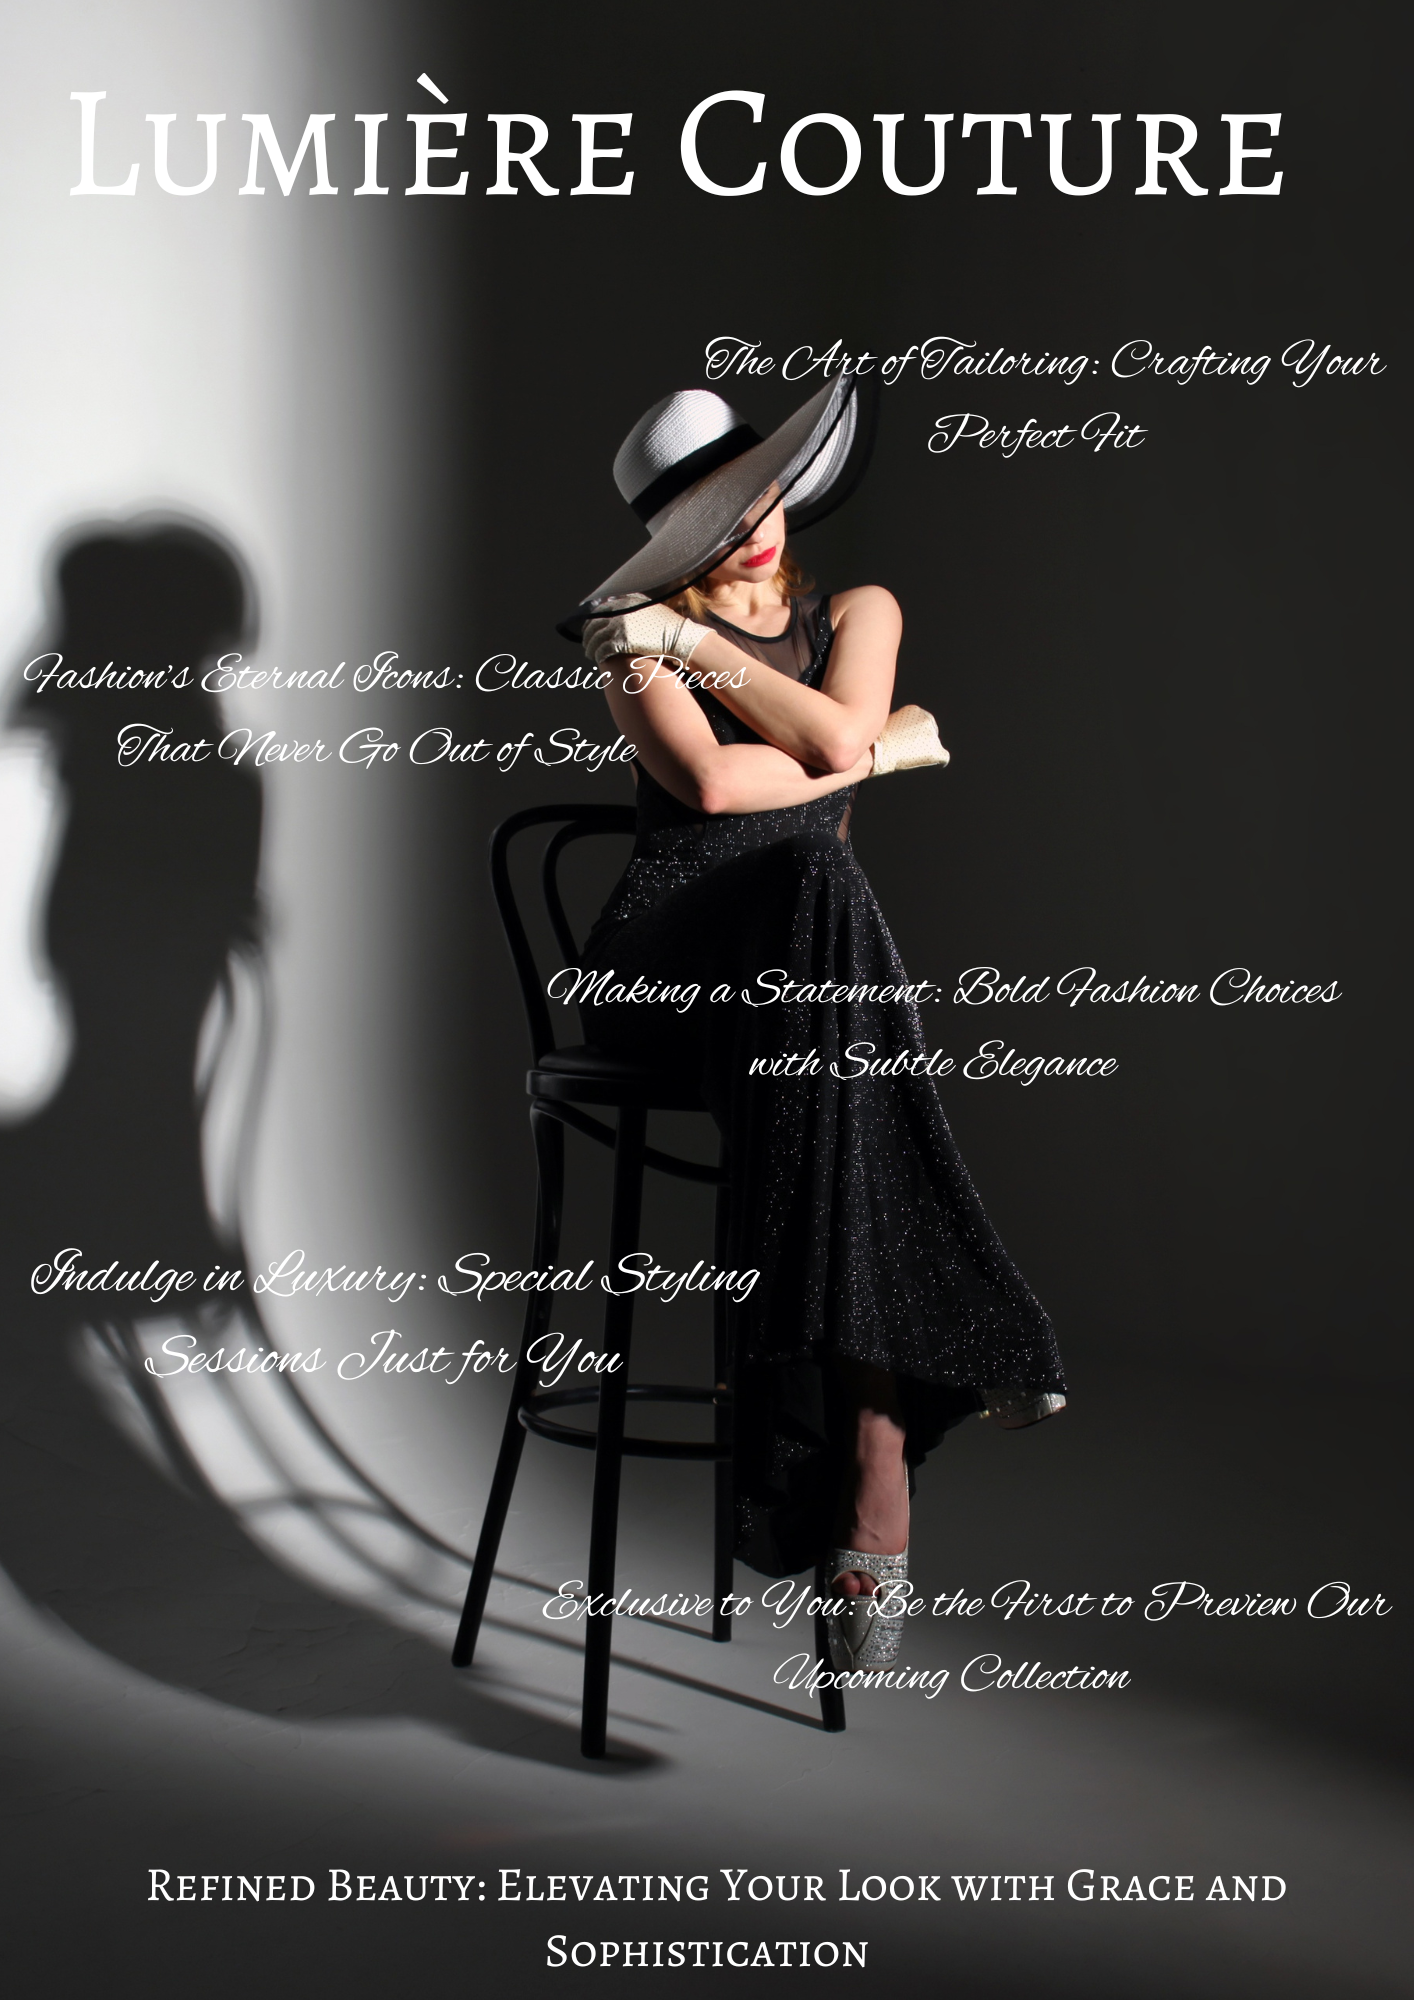 Lumière Couture
The Art of Tailoring: Crafting Your
Perfect Fit
Fashion's Eternal Icons: Classic Pieces
That Never Go Out of Style
Making a Statement: Bold Fashion Choices
with Subtle Elegance
Indulge in Luxury: Special Styling
Sessions Just for You
Exclusive to You: Be the First to Preview Our
Upcoming Collection
Refined Beauty: Elevating Your Look with Grace and
Sophistication